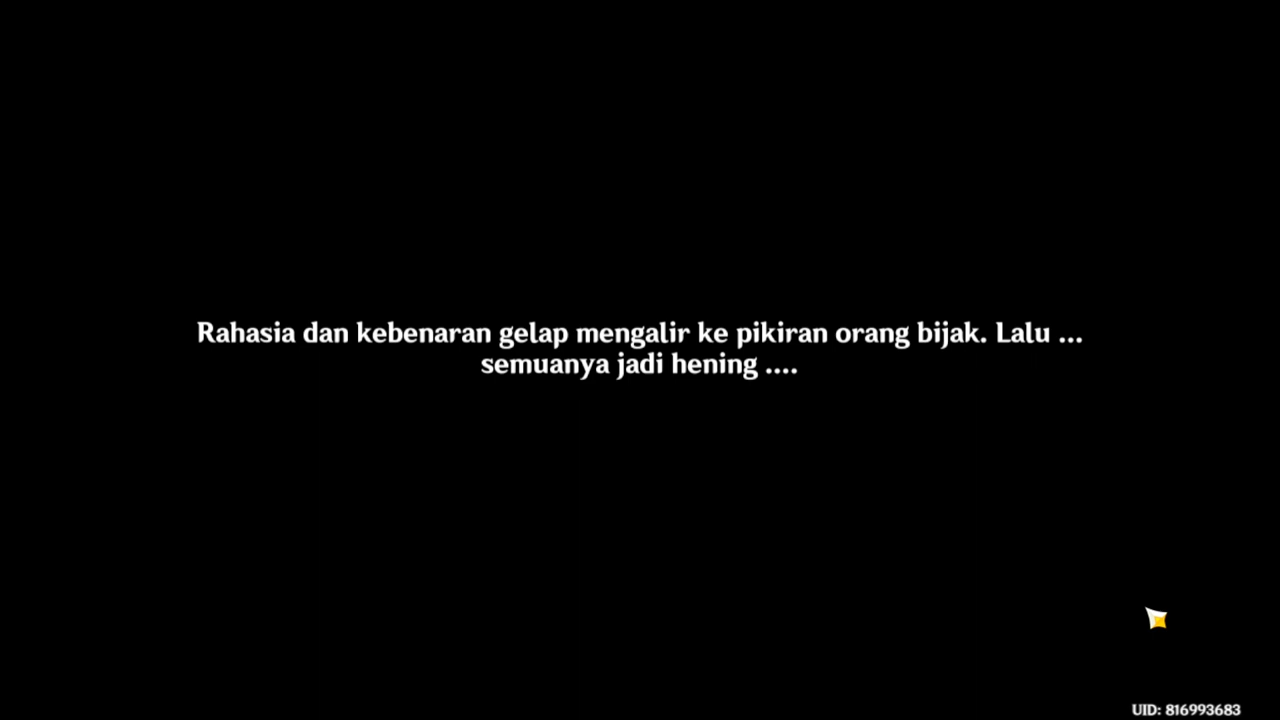 Rahasia dan kebenaran gelap mengalir ke pikiran orang bijak. Lalu ...
semuanya jadi hening ....
UID: 816993683